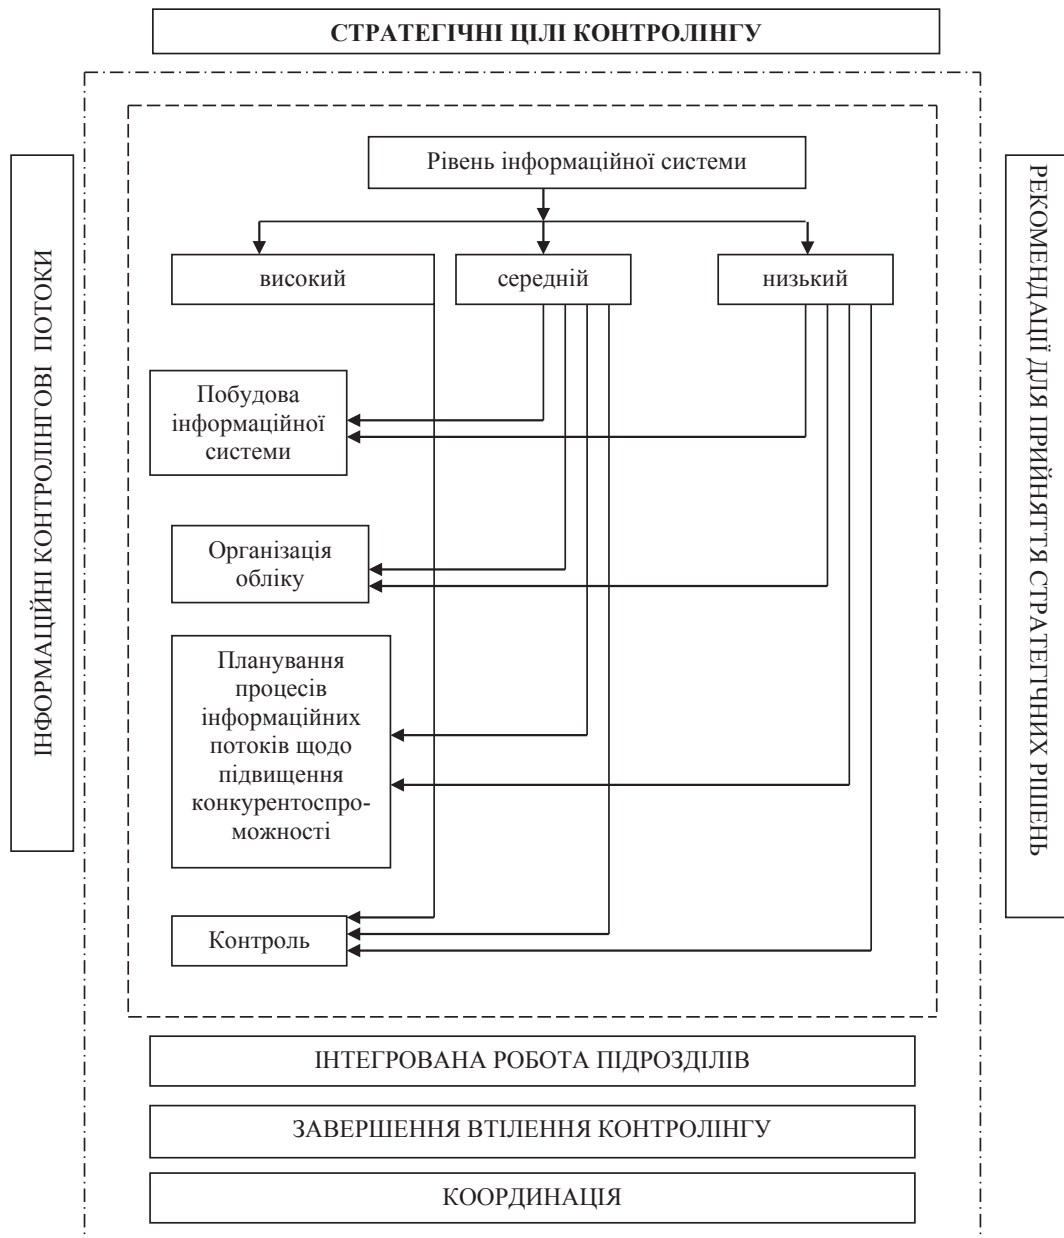 СТРАТЕГІЧНІ ЦІЛІ КОНТРОЛІНГУ
ІНФОРМАЦІЙНІ КОНТРОЛІНГОВІ ПОТОКИ
Рівень інформаційної системи
високий
середній
низький
Побудова
інформаційної
системи
Організація
обліку
Планування
процесів
інформаційних
потоків щодо
підвищення
конкурентоспро-
можності
Контроль
РЕКОМЕНДАЦІЇ ДЛЯ ПРИЙНЯТТЯ СТРАТЕГІЧНИХ РІШЕНЬ
ІНТЕГРОВАНА РОБОТА ПІДРОЗДІЛІВ
ЗАВЕРШЕННЯ ВТІЛЕННЯ КОНТРОЛІНГУ
КООРДИНАЦІЯ